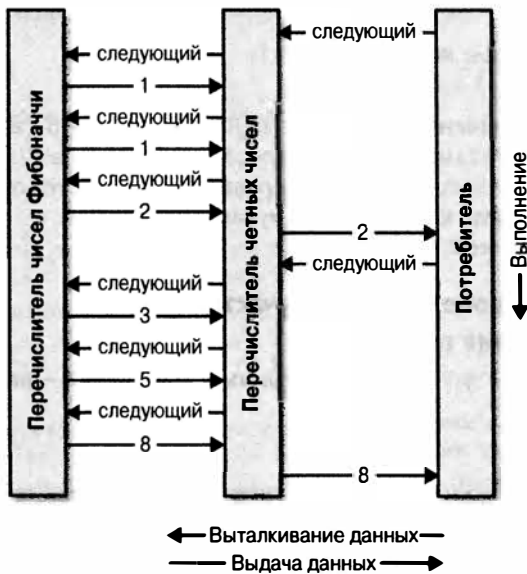 следующий
следующий
1
следующий
1
следующий
2
2
следующий
следующий
3
следующий
5
следующий
8
8
Перечислитель чисел Фибоначчи
Перечислитель четных чисел
Потребитель
Выполнение
Выталкивание данных
Выдача данных